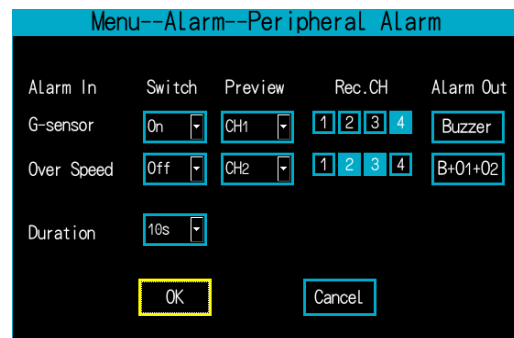 Menu--Alarm--Peripheral Alarm
Alarm In Switch Preview Rec.CH Alarm Out
G-sensor On CH1 1 2 3 4 Buzzer
Over Speed Off CH2 1 2 3 4 B+O1+O2
Duration 10s
OK Cancel